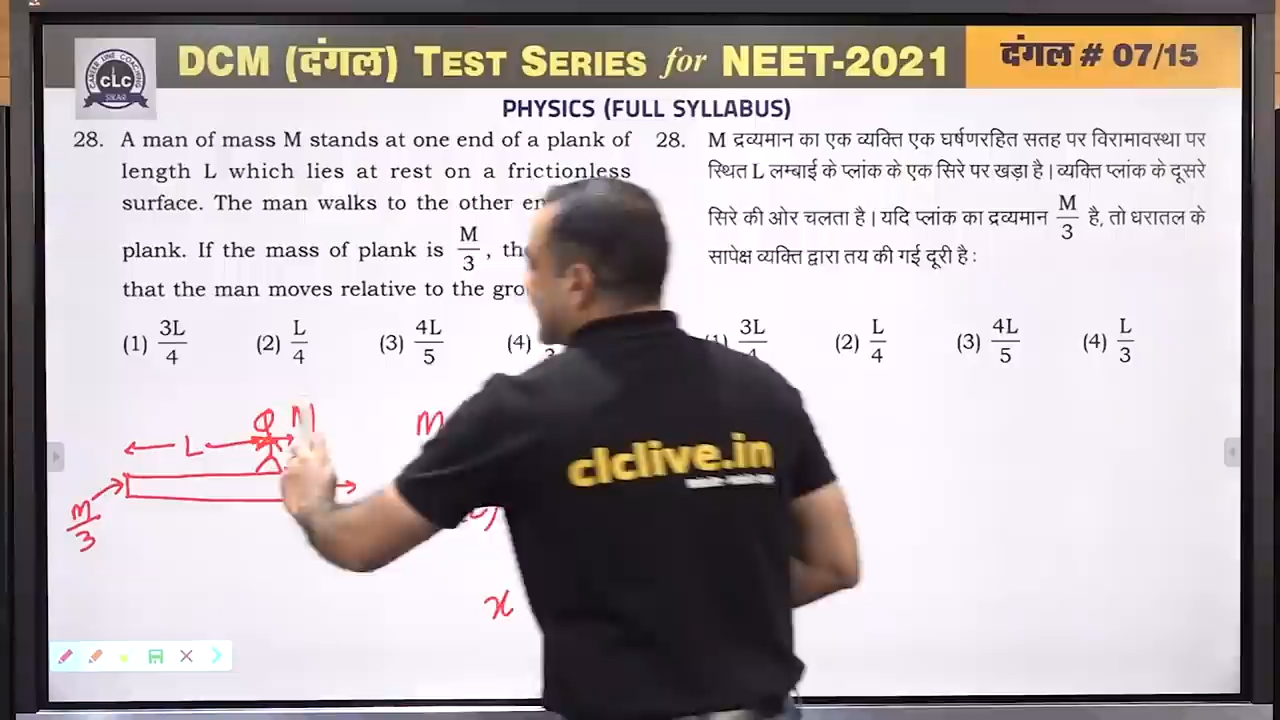 CAREER LINE COACHING
CLC
SIKAR
DCM (दंगल) TEST SERIES for NEET-2021
दंगल # 07/15
PHYSICS (FULL SYLLABUS)
28. A man of mass M stands at one end of a plank of
length L which lies at rest on a frictionless
surface. The man walks to the other
plank. If the mass of plank is M/3,
that the man moves relative to the
(1) 3L/4 (2) L/4 (3) 4L/5 (4)
28. M द्रव्यमान का एक व्यक्ति एक घर्षणरहित सतह पर विरामावस्था पर
स्थित L लम्बाई के प्लांक के एक सिरे पर खड़ा है। व्यक्ति प्लांक के दूसरे
सिरे की ओर चलता है। यदि प्लांक का द्रव्यमान M/3 है, तो धरातल के
सापेक्ष व्यक्ति द्वारा तय की गई दूरी है :
3L (2) L/4 (3) 4L/5 (4) L/3
M
L
M/3
M
x
clclive.in